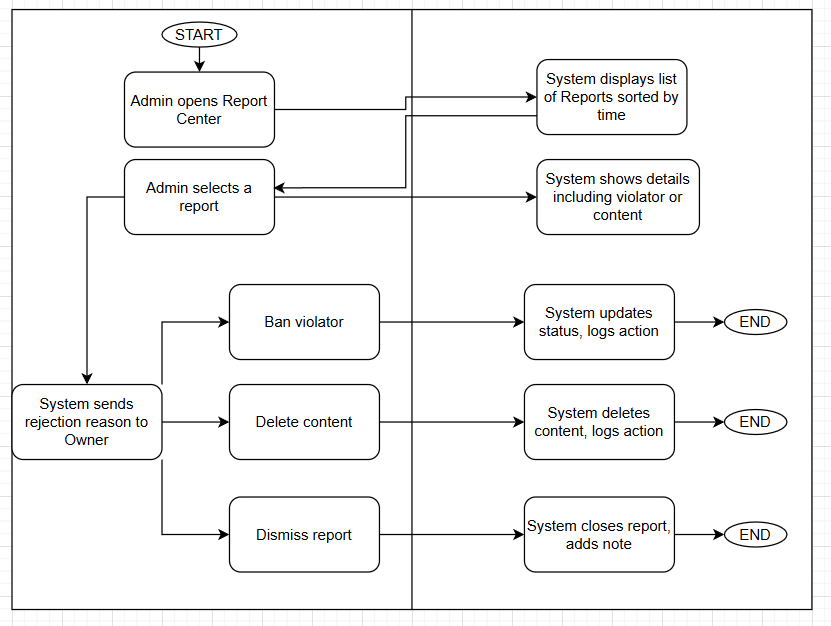 START
Admin opens Report
Center
System displays list
of Reports sorted by
time
Admin selects a
report
System shows details
including violator or
content
Ban violator
System updates
status, logs action
END
System sends
rejection reason to
Owner
Delete content
System deletes
content, logs action
END
Dismiss report
System closes report,
adds note
END